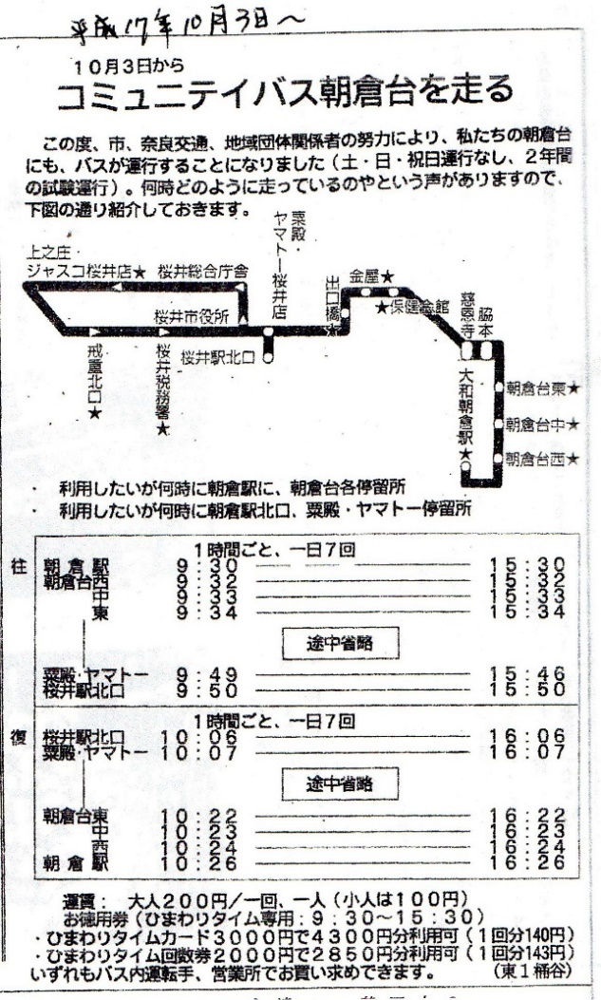 平成17年10月3日～
10月3日から
コミュニテイバス朝倉台を走る
この度、市、奈良交通、地域団体関係者の努力により、私たちの朝倉台
にも、バスが運行することになりました（土・日・祝日運行なし、2年間
の試験運行）。何時どのように走っているのやという声がありますので、
下図の通り紹介しておきます。
上之庄・
ジャスコ桜井店★
桜井総合庁舎
粟殿・
ヤマトー桜井店
出口橋★
金屋★
★保健会館
慈恩寺
脇本
桜井市役所
桜井駅北口
戒重北口★
桜井税務署★
大和朝倉駅★
朝倉台東★
朝倉台中★
朝倉台西★
・ 利用したいが何時に朝倉駅に、朝倉台各停留所
・ 利用したいが何時に朝倉駅北口、粟殿・ヤマトー停留所
1時間ごと、一日7回
往 朝倉駅 9：30 15：30
朝倉台西 9：32 15：32
中 9：33 15：33
東 9：34 15：34
途中省略
粟殿・ヤマトー 9：49 15：46
桜井駅北口 9：50 15：50
1時間ごと、一日7回
復 桜井駅北口 10：06 16：06
粟殿・ヤマトー 10：07 16：07
途中省略
朝倉台東 10：22 16：22
中 10：23 16：23
西 10：24 16：24
朝倉駅 10：26 16：26
運賃： 大人200円／一回、一人（小人は100円）
お徳用券（ひまわりタイム専用：9：30～15：30）
・ひまわりタイムカード3000円で4300円分利用可（1回分140円）
・ひまわりタイム回数券2000円で2850円分利用可（1回分143円）
いずれもバス内運転手、営業所でお買い求めできます。 （東1桶谷）